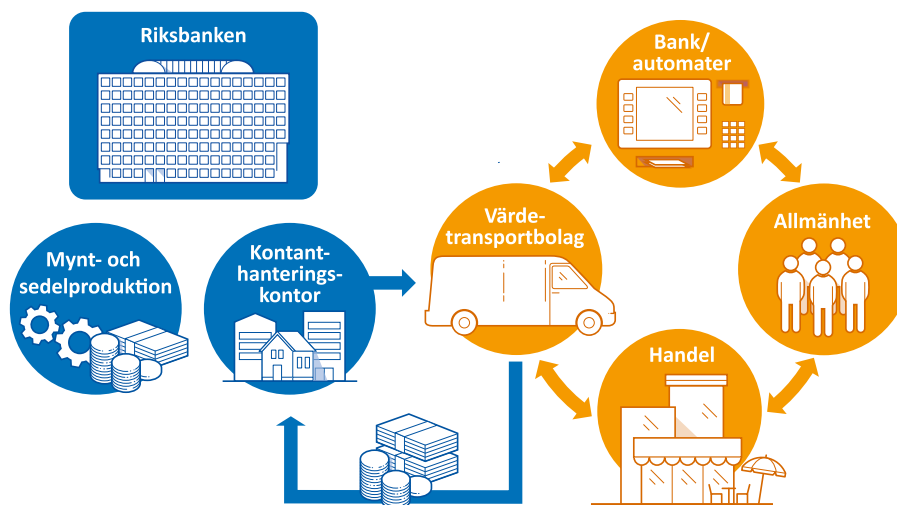 Riksbanken
Bank/
automater
Värde-
transportbolag
Allmänhet
Mynt- och
sedelproduktion
Kontant-
hanterings-
kontor
Handel